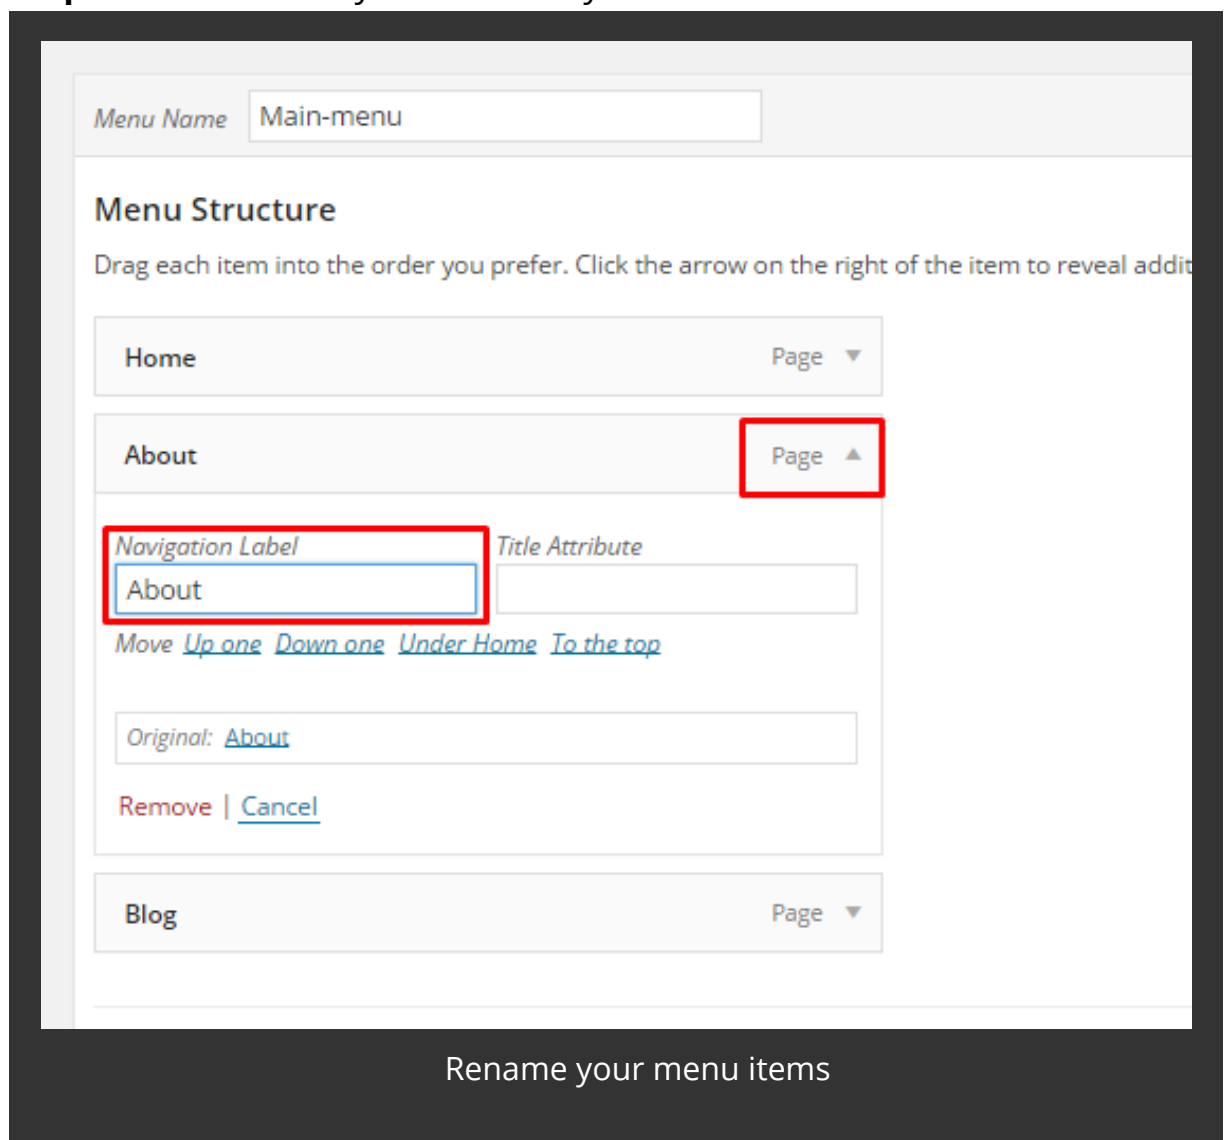 Menu Name Main-menu
Menu Structure
Drag each item into the order you prefer. Click the arrow on the right of the item to reveal
Home Page
About Page
Navigation Label Title Attribute
About
Move Up one Down one Under Home To the top
Original: About
Remove | Cancel
Blog Page
Rename your menu items